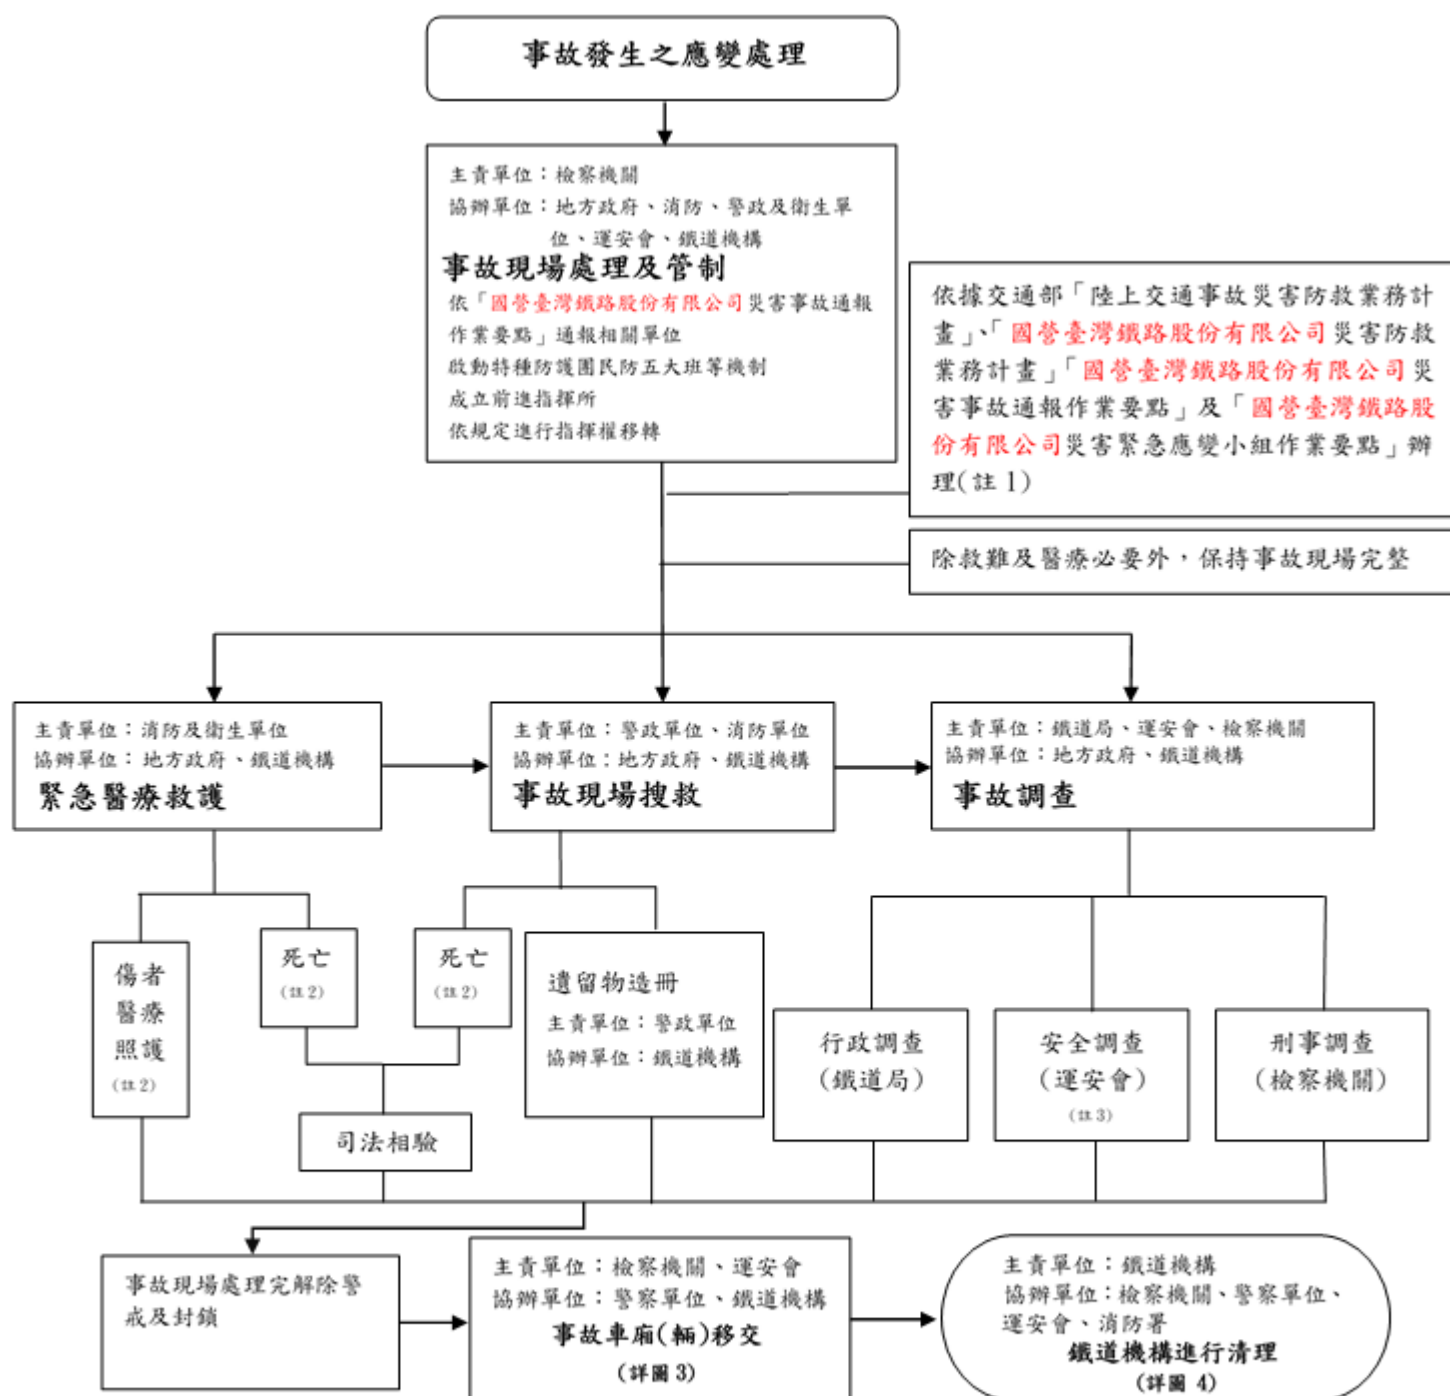 事故發生之應變處理
主責單位：檢察機關
協辦單位：地方政府、消防、警政及衛生單
位、運安會、鐵道機構
事故現場處理及管制
依「國營臺灣鐵路股份有限公司災害事故通報
作業要點」通報相關單位
啟動特種防護團民防五大班等機制
成立前進指揮所
依規定進行指揮權移轉
依據交通部「陸上交通事故災害防救業務計
畫」、「國營臺灣鐵路股份有限公司災害防救
業務計畫」「國營臺灣鐵路股份有限公司災
害事故通報作業要點」及「國營臺灣鐵路股
份有限公司災害緊急應變小組作業要點」辦
理(註 1)
除救難及醫療必要外，保持事故現場完整
主責單位：消防及衛生單位
協辦單位：地方政府、鐵道機構
緊急醫療救護
主責單位：警政單位、消防單位
協辦單位：地方政府、鐵道機構
事故現場搜救
主責單位：鐵道局、運安會、檢察機關
協辦單位：地方政府、鐵道機構
事故調查
傷者
醫療
照護
(註 2)
死亡
(註 2)
死亡
(註 2)
遺留物造冊
主責單位：警政單位
協辦單位：鐵道機構
司法相驗
行政調查
(鐵道局)
安全調查
(運安會)
(註 3)
刑事調查
(檢察機關)
事故現場處理完解除警
戒及封鎖
主責單位：檢察機關、運安會
協辦單位：警察單位、鐵道機構
事故車廂(輛)移交
(詳圖 3)
主責單位：鐵道機構
協辦單位：檢察機關、警察單位、
運安會、消防署
鐵道機構進行清理
(詳圖 4)